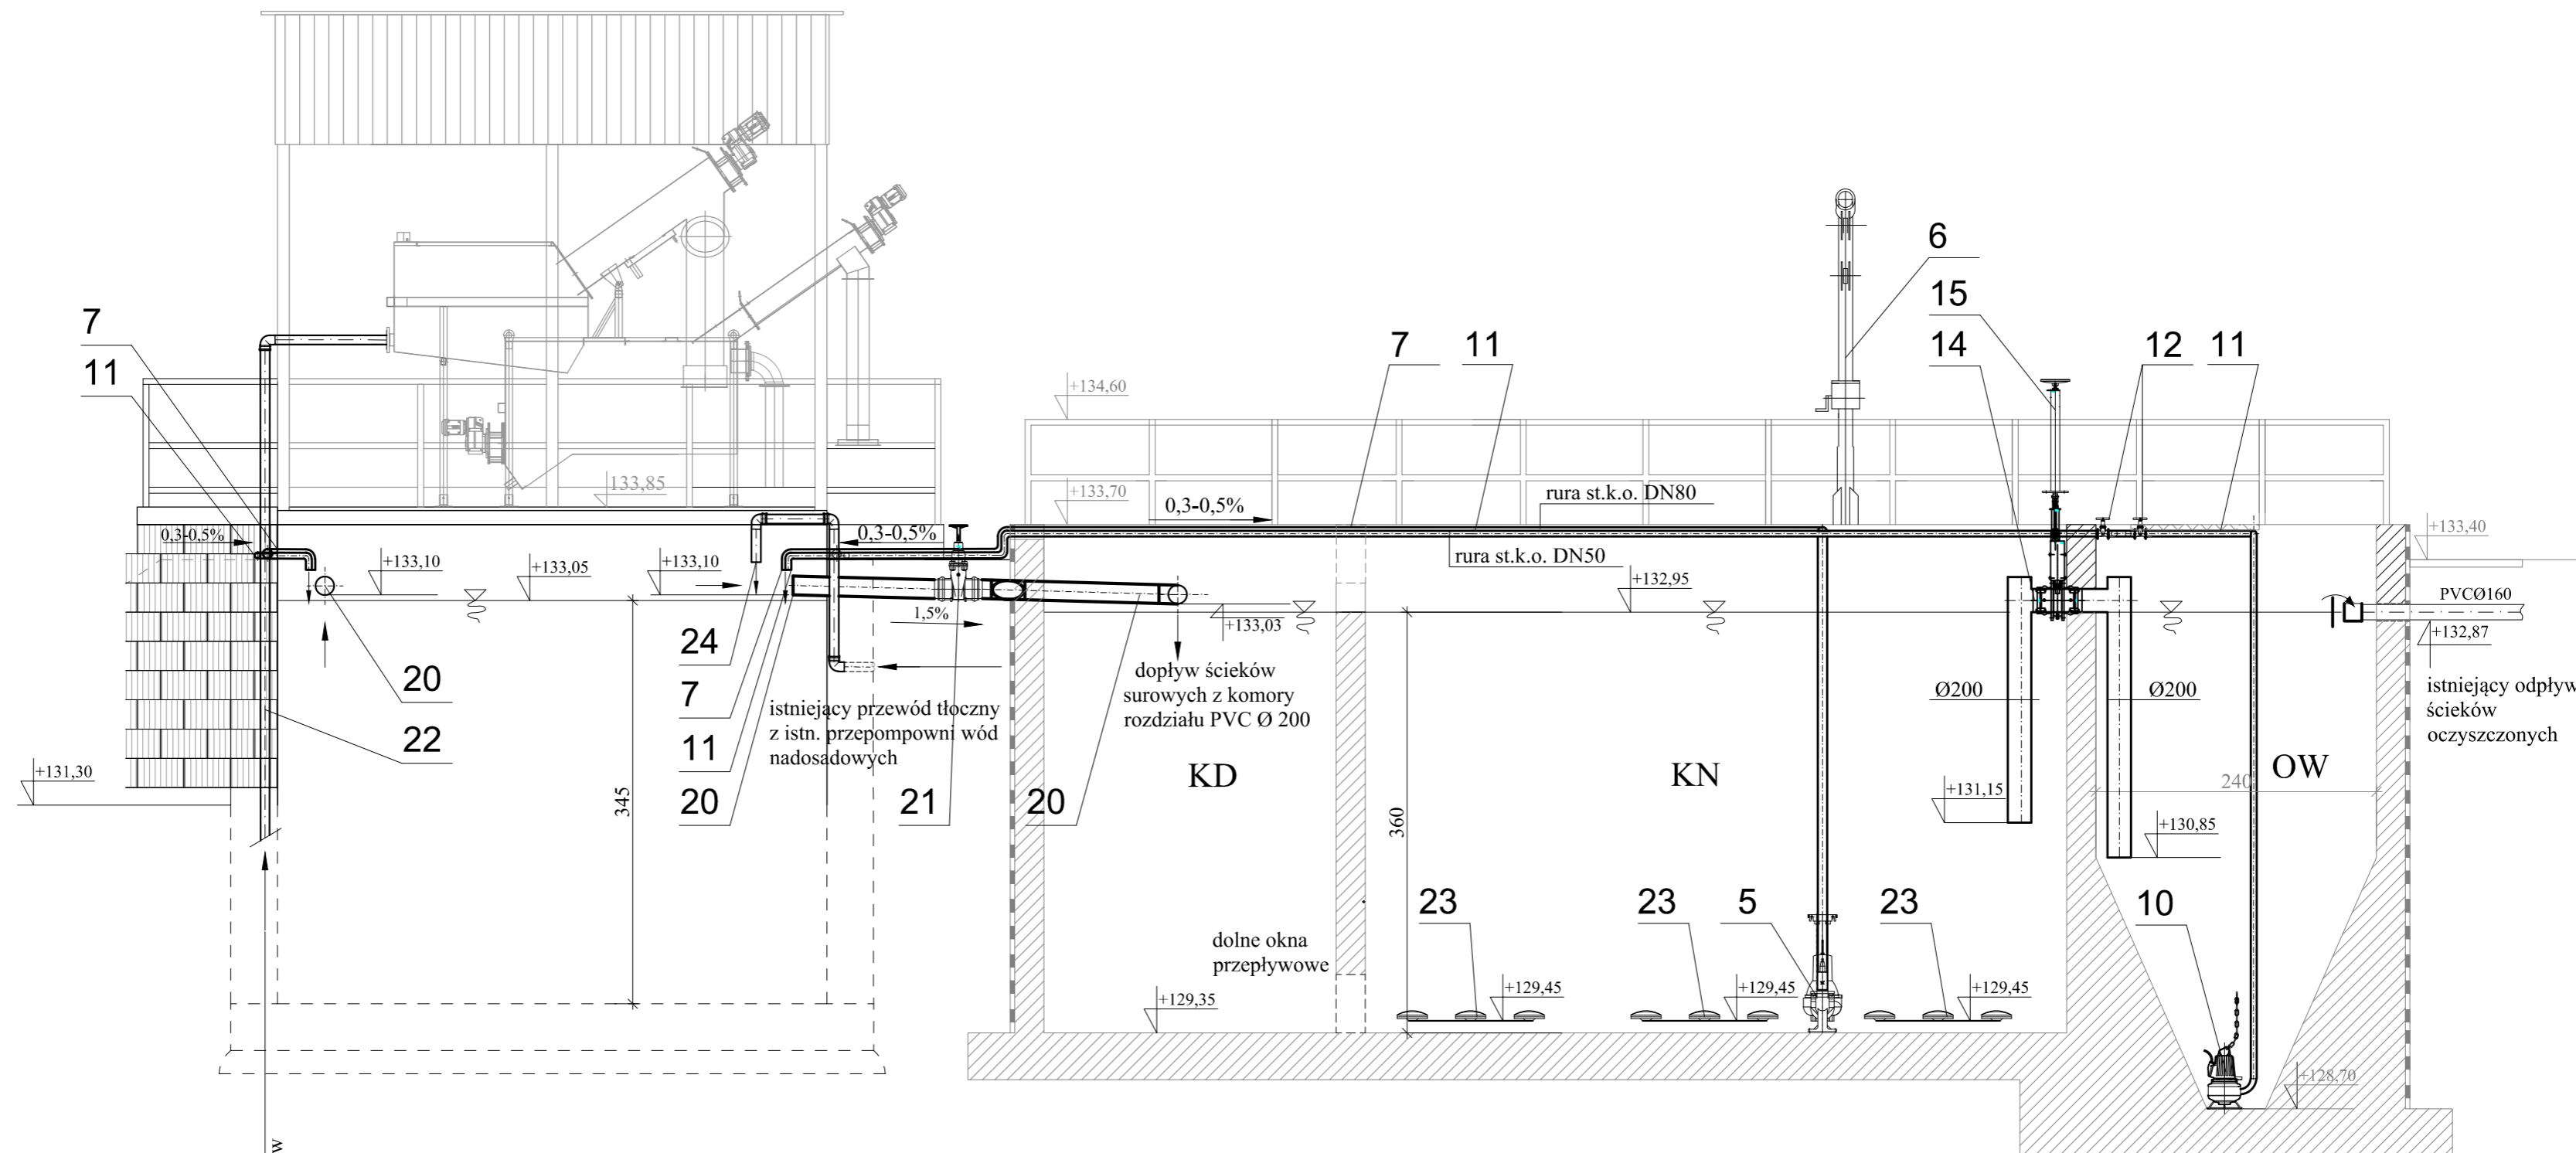 6
15
14
12
11
7
11
7
11
+134,60
+133,70
0,3-0,5%
rura st.k.o. DN80
rura st.k.o. DN50
133,85
0,3-0,5%
0,3-0,5%
+133,10
+133,05
+133,10
+133,40
+132,95
+133,03
1,5%
PVCØ160
+132,87
istniejący odpływ
ścieków
oczyszczonych
24
7
11
20
20
22
istniejący przewód tłoczny
z istn. przepompowni wód
nadosadowych
21
20
dopływ ścieków
surowych z komory
rozdziału PVC Ø 200
Ø200
Ø200
KD
KN
OW
240
+131,30
+131,15
+130,85
345
360
23
23
5
23
10
dolne okna
przepływowe
+129,35
+129,45
+129,45
+129,45
+128,70
w